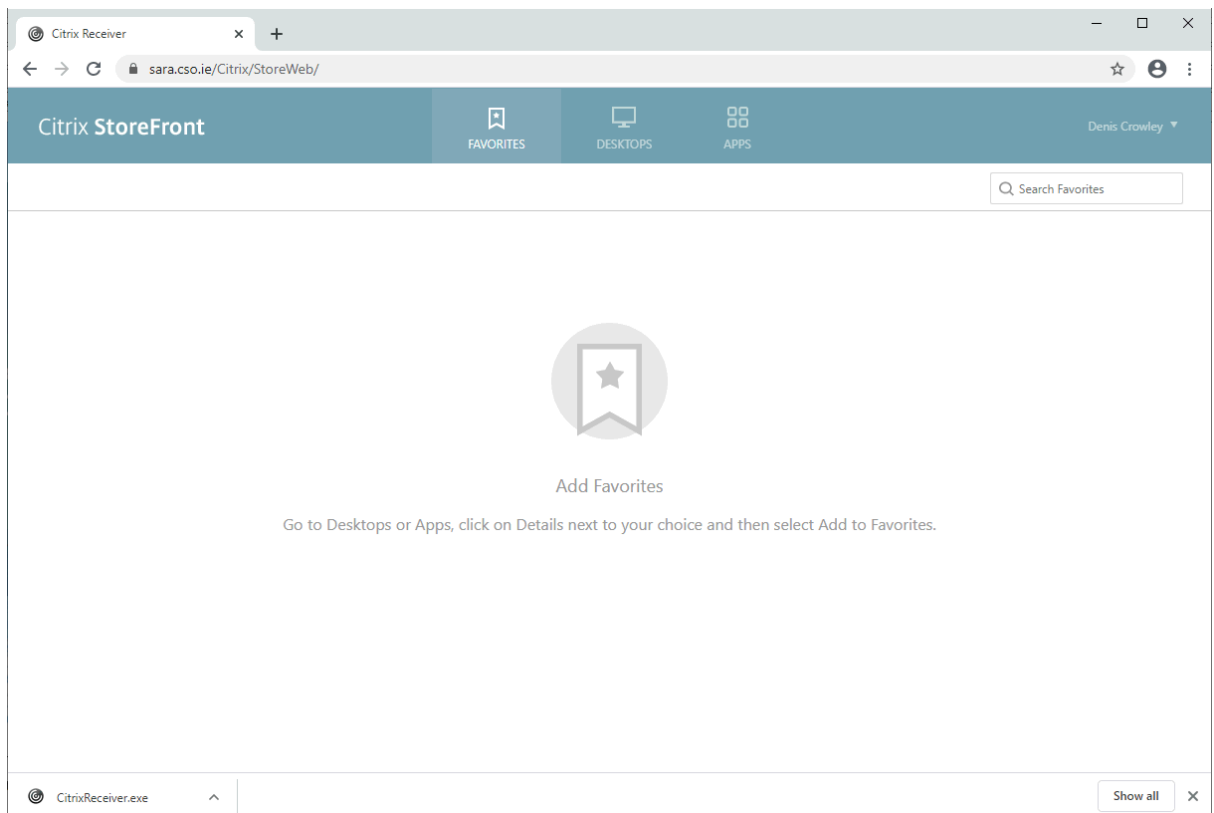 Citrix Receiver
sara.cso.ie/Citrix/StoreWeb/
Citrix StoreFront
FAVORITES
DESKTOPS
APPS
Denis Crowley
Search Favorites
Add Favorites
Go to Desktops or Apps, click on Details next to your choice and then select Add to Favorites.
CitrixReceiver.exe
Show all